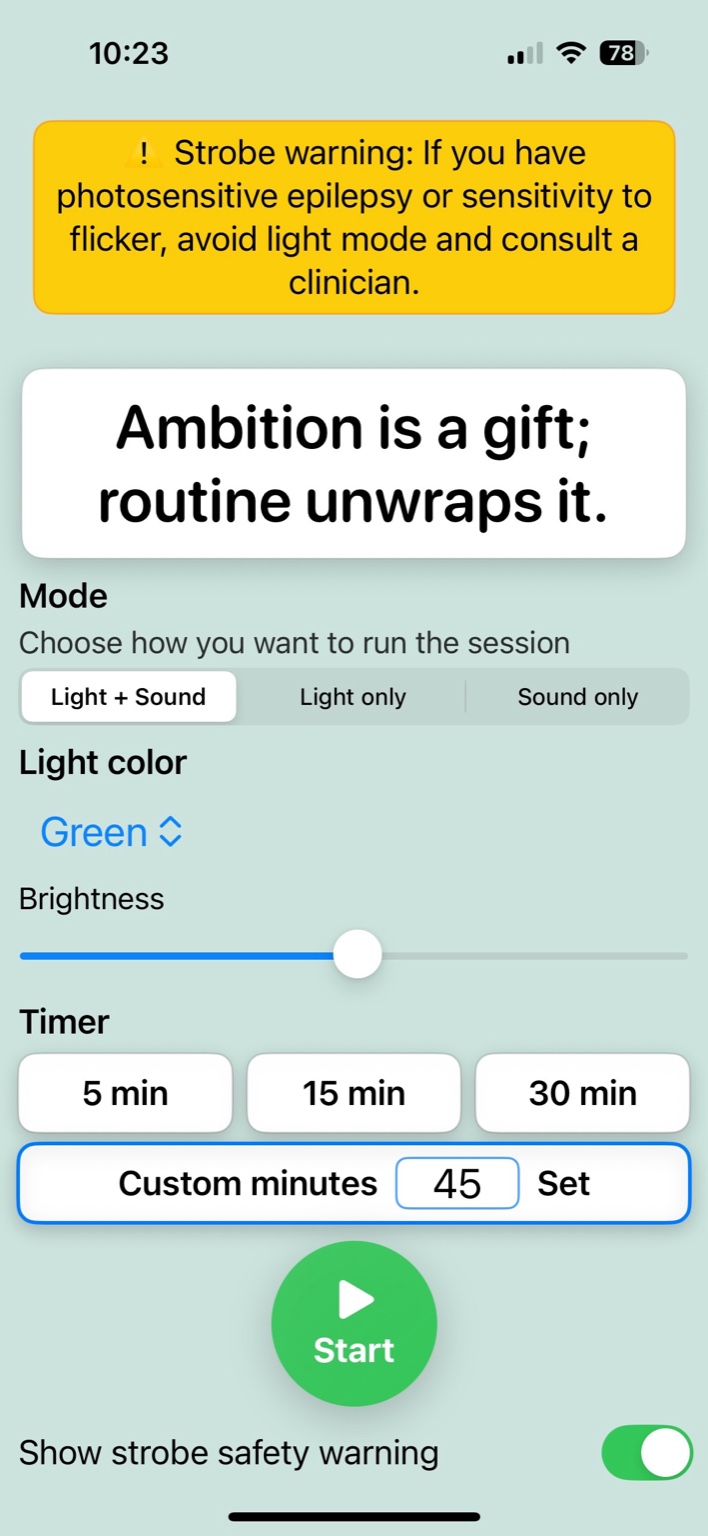 10:23
78
⚠️ Strobe warning: If you have
photosensitive epilepsy or sensitivity to
flicker, avoid light mode and consult a
clinician.
Ambition is a gift;
routine unwraps it.
Mode
Choose how you want to run the session
Light + Sound Light only Sound only
Light color
Green
Brightness
Timer
5 min 15 min 30 min
Custom minutes 45 Set
Start
Show strobe safety warning